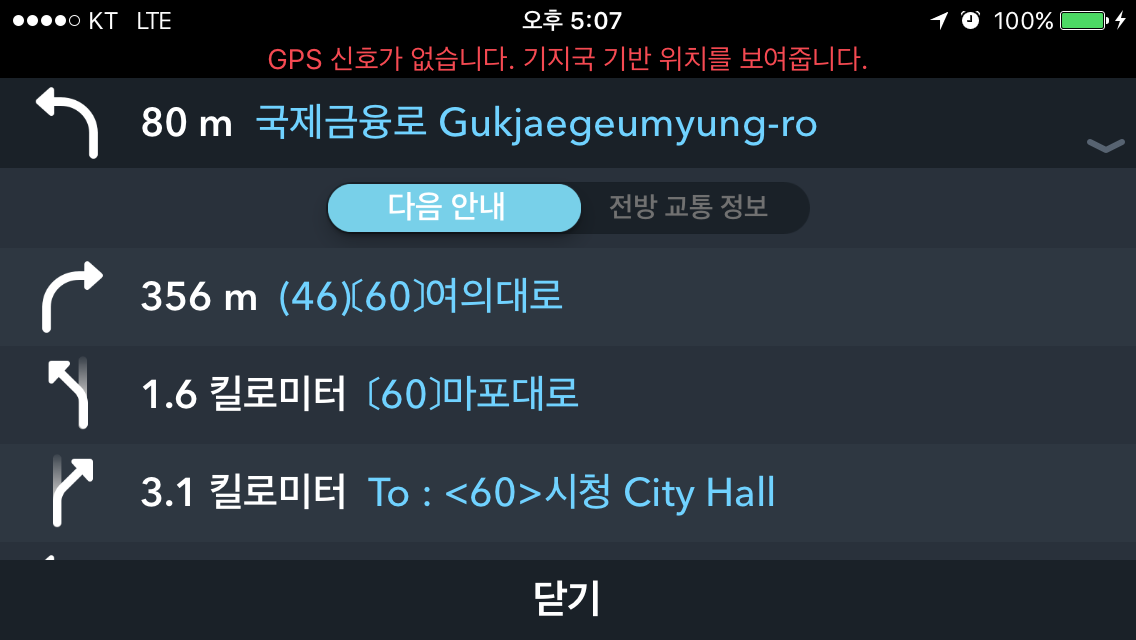 KT LTE 오후 5:07 100%
GPS 신호가 없습니다. 기지국 기반 위치를 보여줍니다.
80 m 국제금융로 Gukjaegeumyung-ro
다음 안내 전방 교통 정보
356 m (46)〔60〕여의대로
1.6 킬로미터 〔60〕마포대로
3.1 킬로미터 To : <60>시청 City Hall
닫기